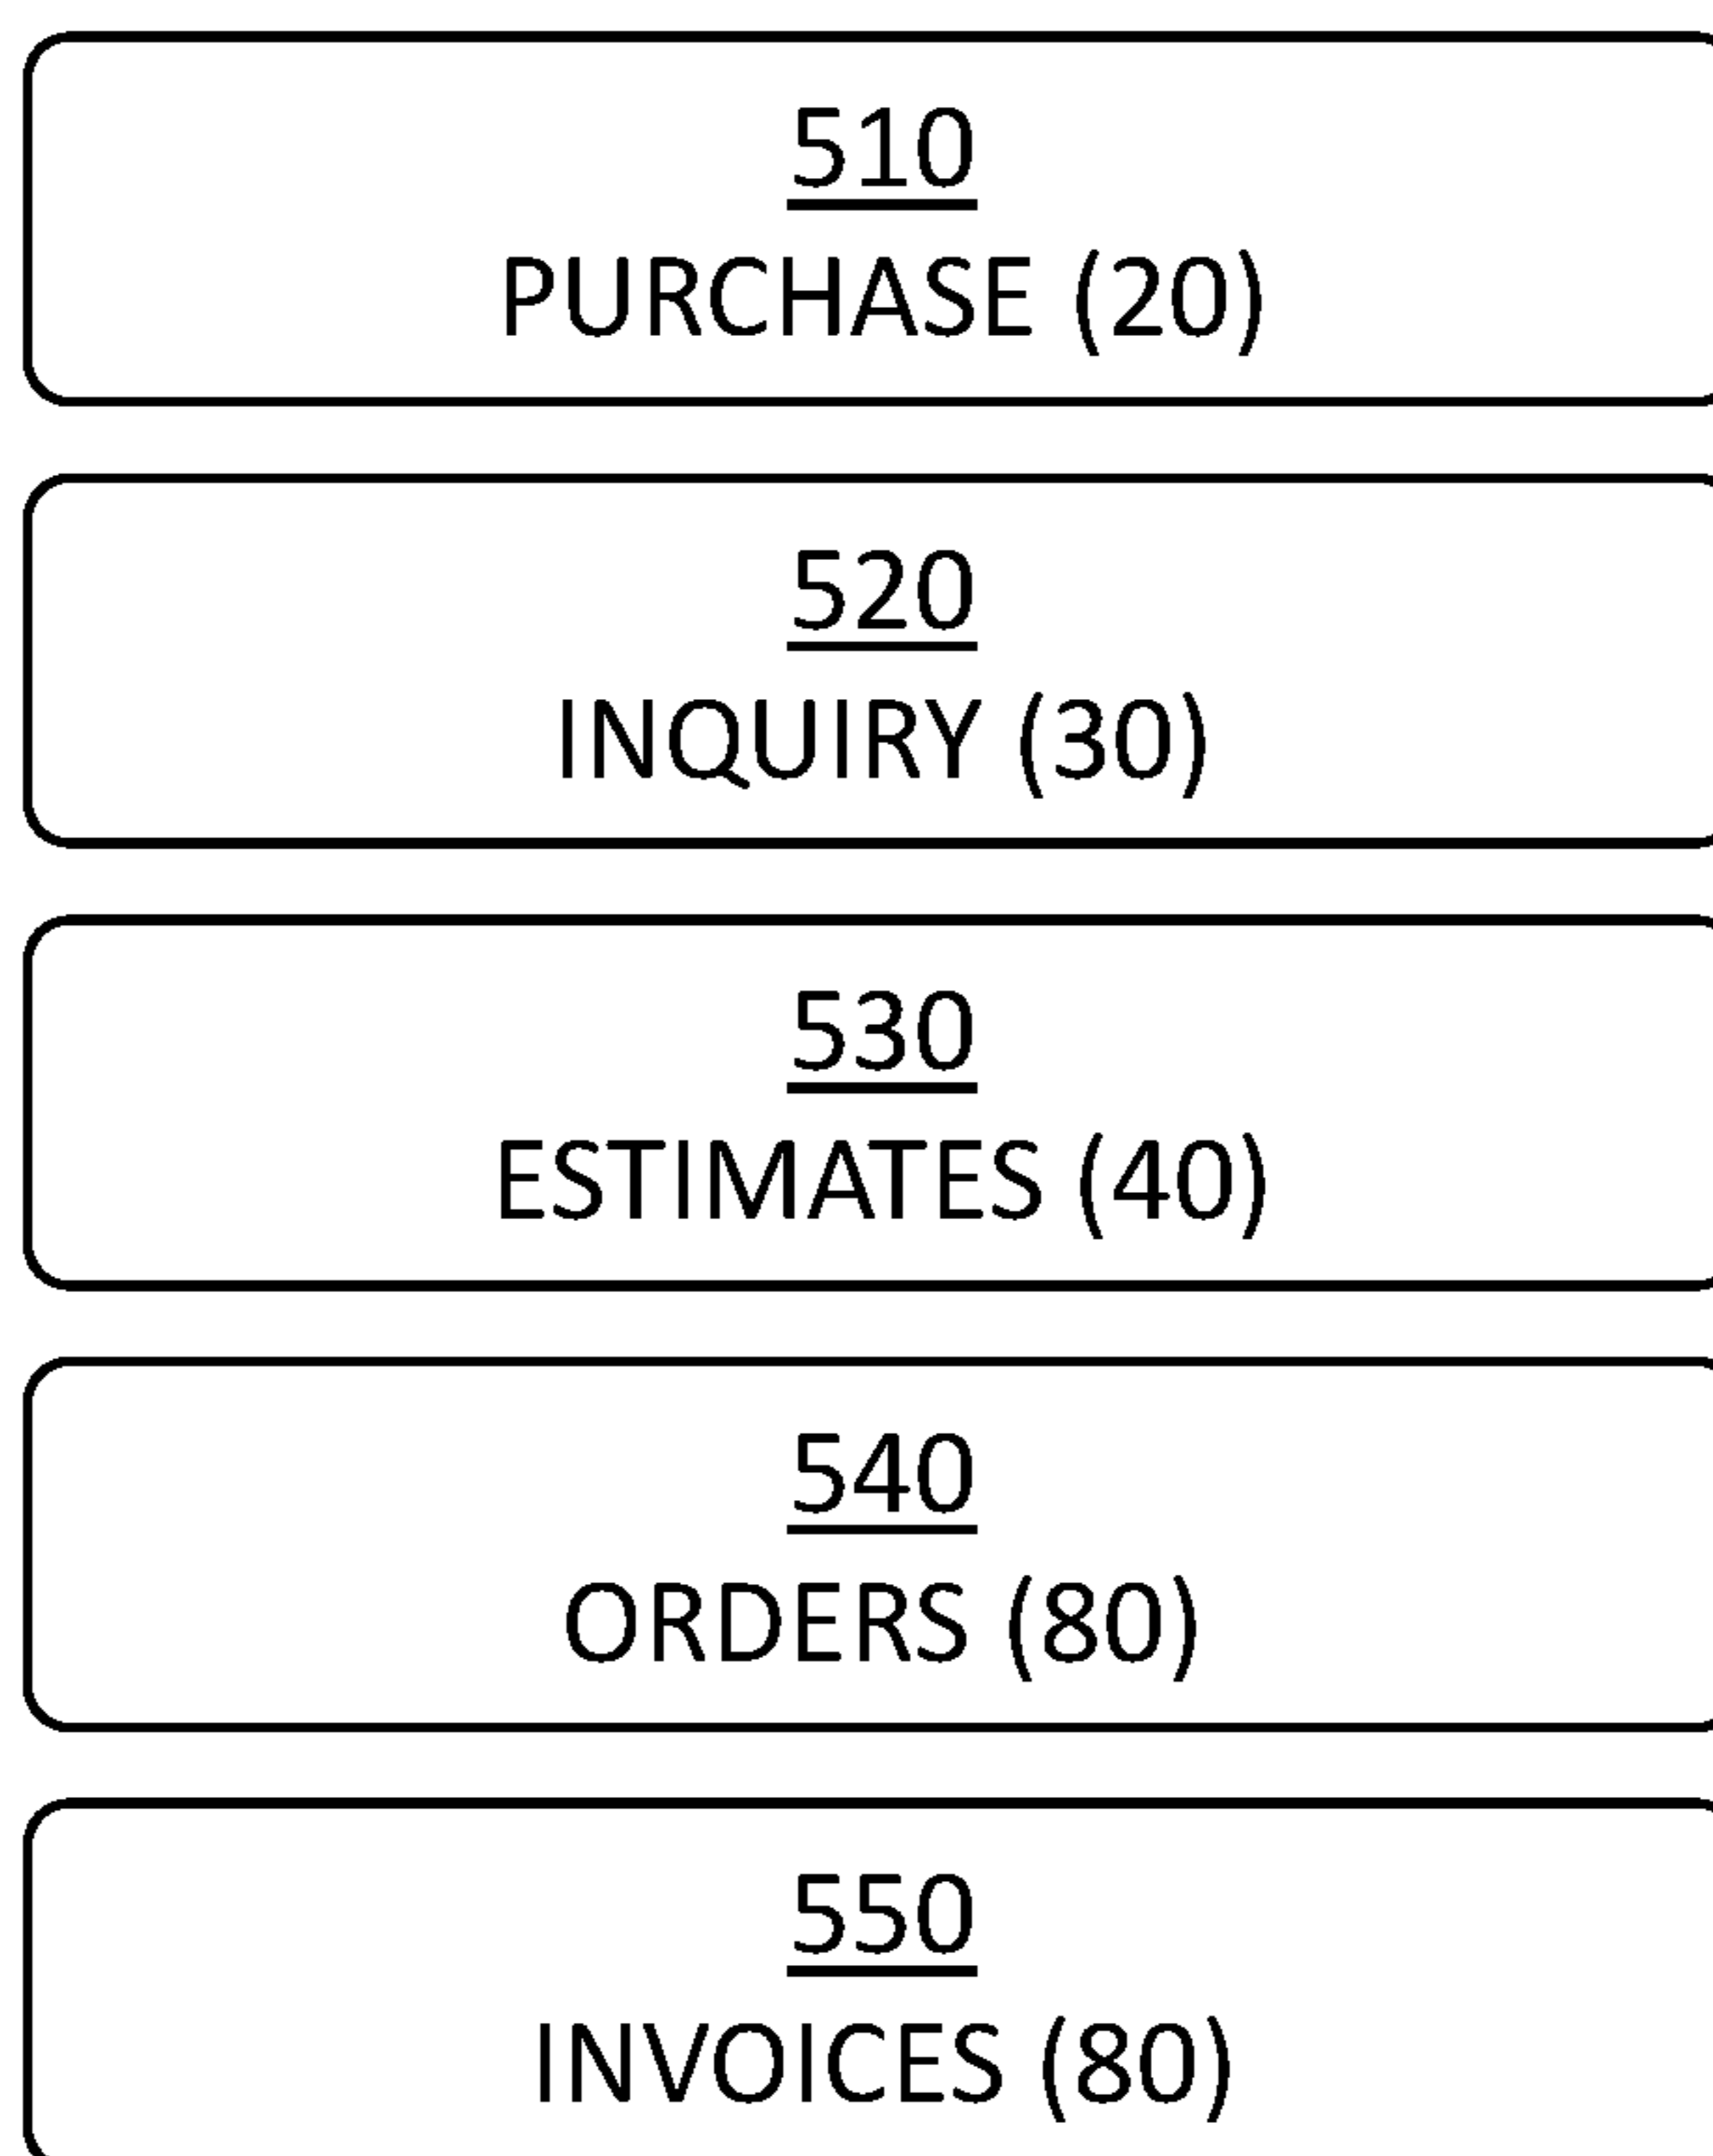 510
PURCHASE (20)
520
INQUIRY (30)
530
ESTIMATES (40)
540
ORDERS (80)
550
INVOICES (80)